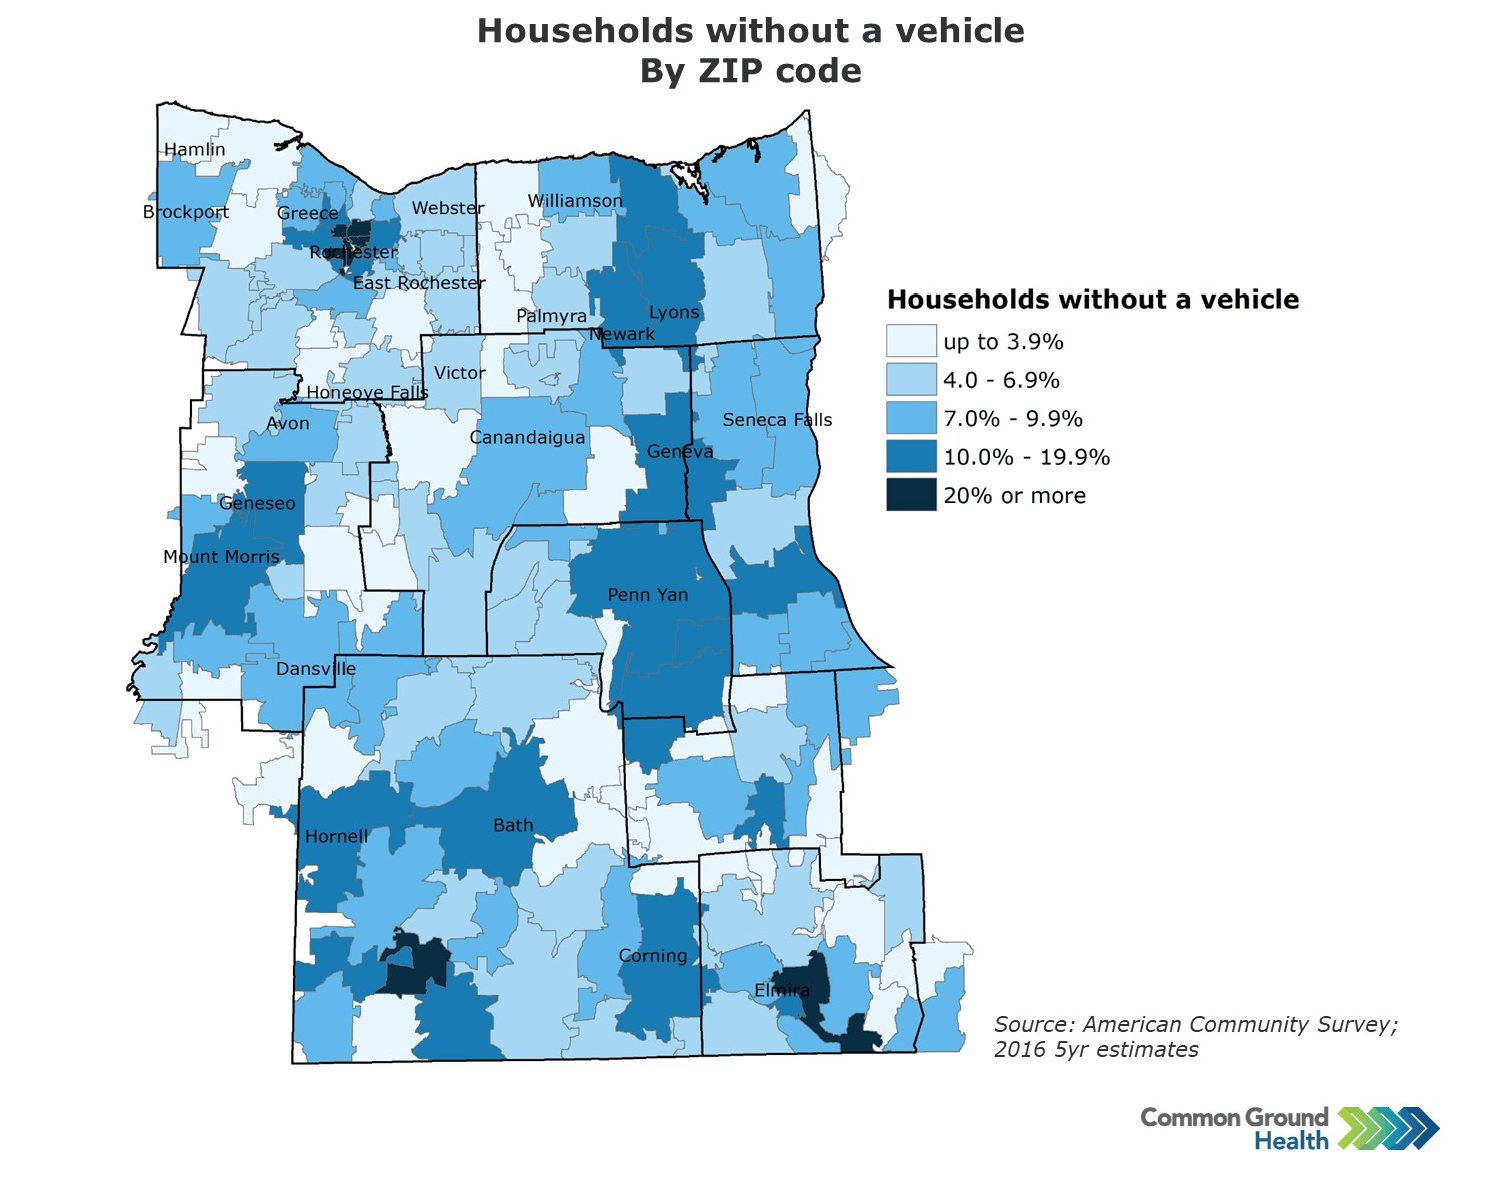 Households without a vehicle
By ZIP code
Hamlin
Brockport
Greece
Webster
Williamson
Rochester
East Rochester
Palmyra
Lyons
Newark
Victor
Honeoye Falls
Avon
Canandaigua
Seneca Falls
Geneva
Geneseo
Mount Morris
Penn Yan
Dansville
Hornell
Bath
Corning
Elmira
Households without a vehicle
up to 3.9%
4.0 - 6.9%
7.0% - 9.9%
10.0% - 19.9%
20% or more
Source: American Community Survey;
2016 5yr estimates
Common Ground
Health